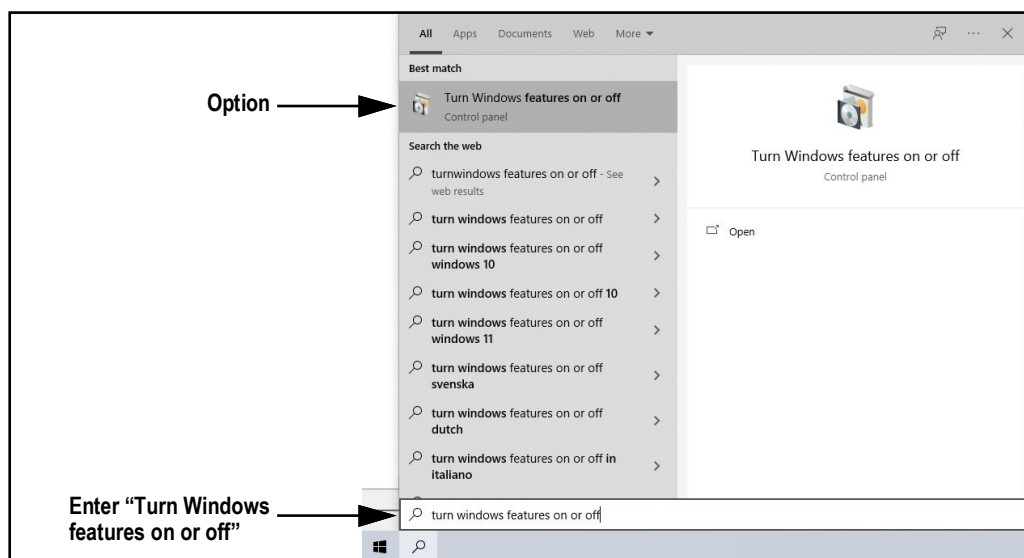 All Apps Documents Web More
Best match
Option
Turn Windows features on or off
Control panel
Search the web
turnwindows features on or off - See
web results
turn windows features on or off
turn windows features on or off
windows 10
turn windows features on or off 10
turn windows features on or off
windows 11
turn windows features on or off
svenska
turn windows features on or off
dutch
turn windows features on or off in
italiano
Turn Windows features on or off
Control panel
Open
Enter “Turn Windows
features on or off”
turn windows features on or off